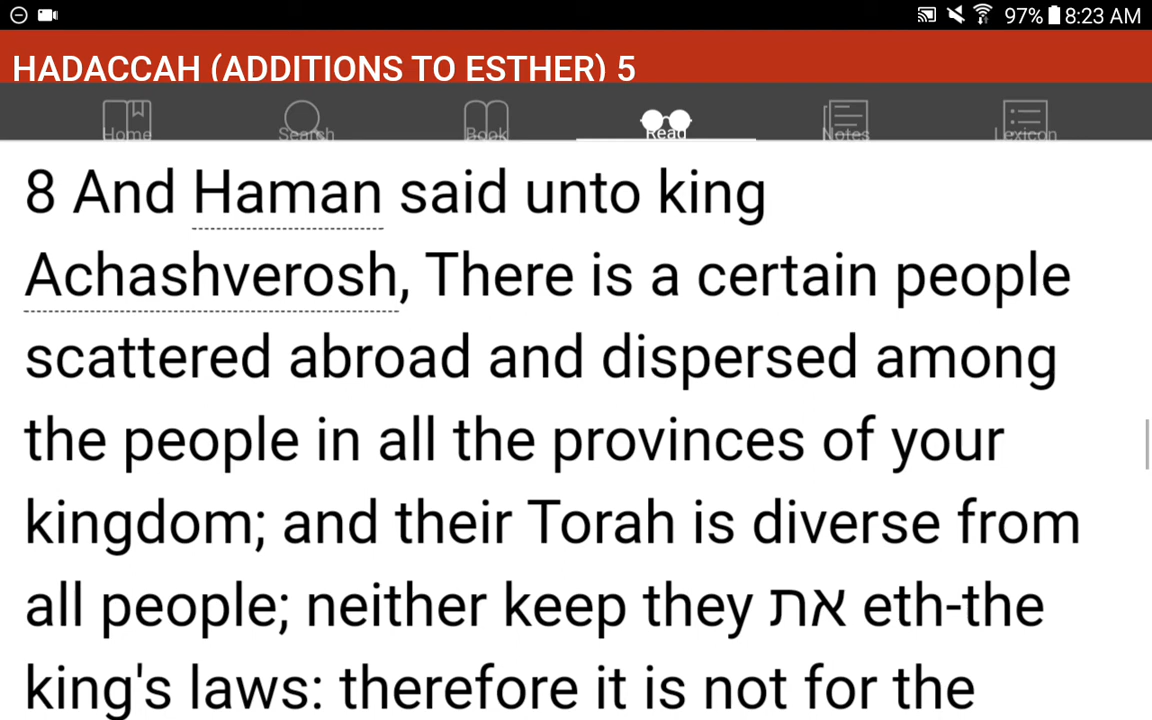 97% 8:23 AM
HADACCAH (ADDITIONS TO ESTHER) 5
Home Search Book Read Notes Lexicon
8 And Haman said unto king
Achashverosh, There is a certain people
scattered abroad and dispersed among
the people in all the provinces of your
kingdom; and their Torah is diverse from
all people; neither keep they את eth-the
king's laws: therefore it is not for the